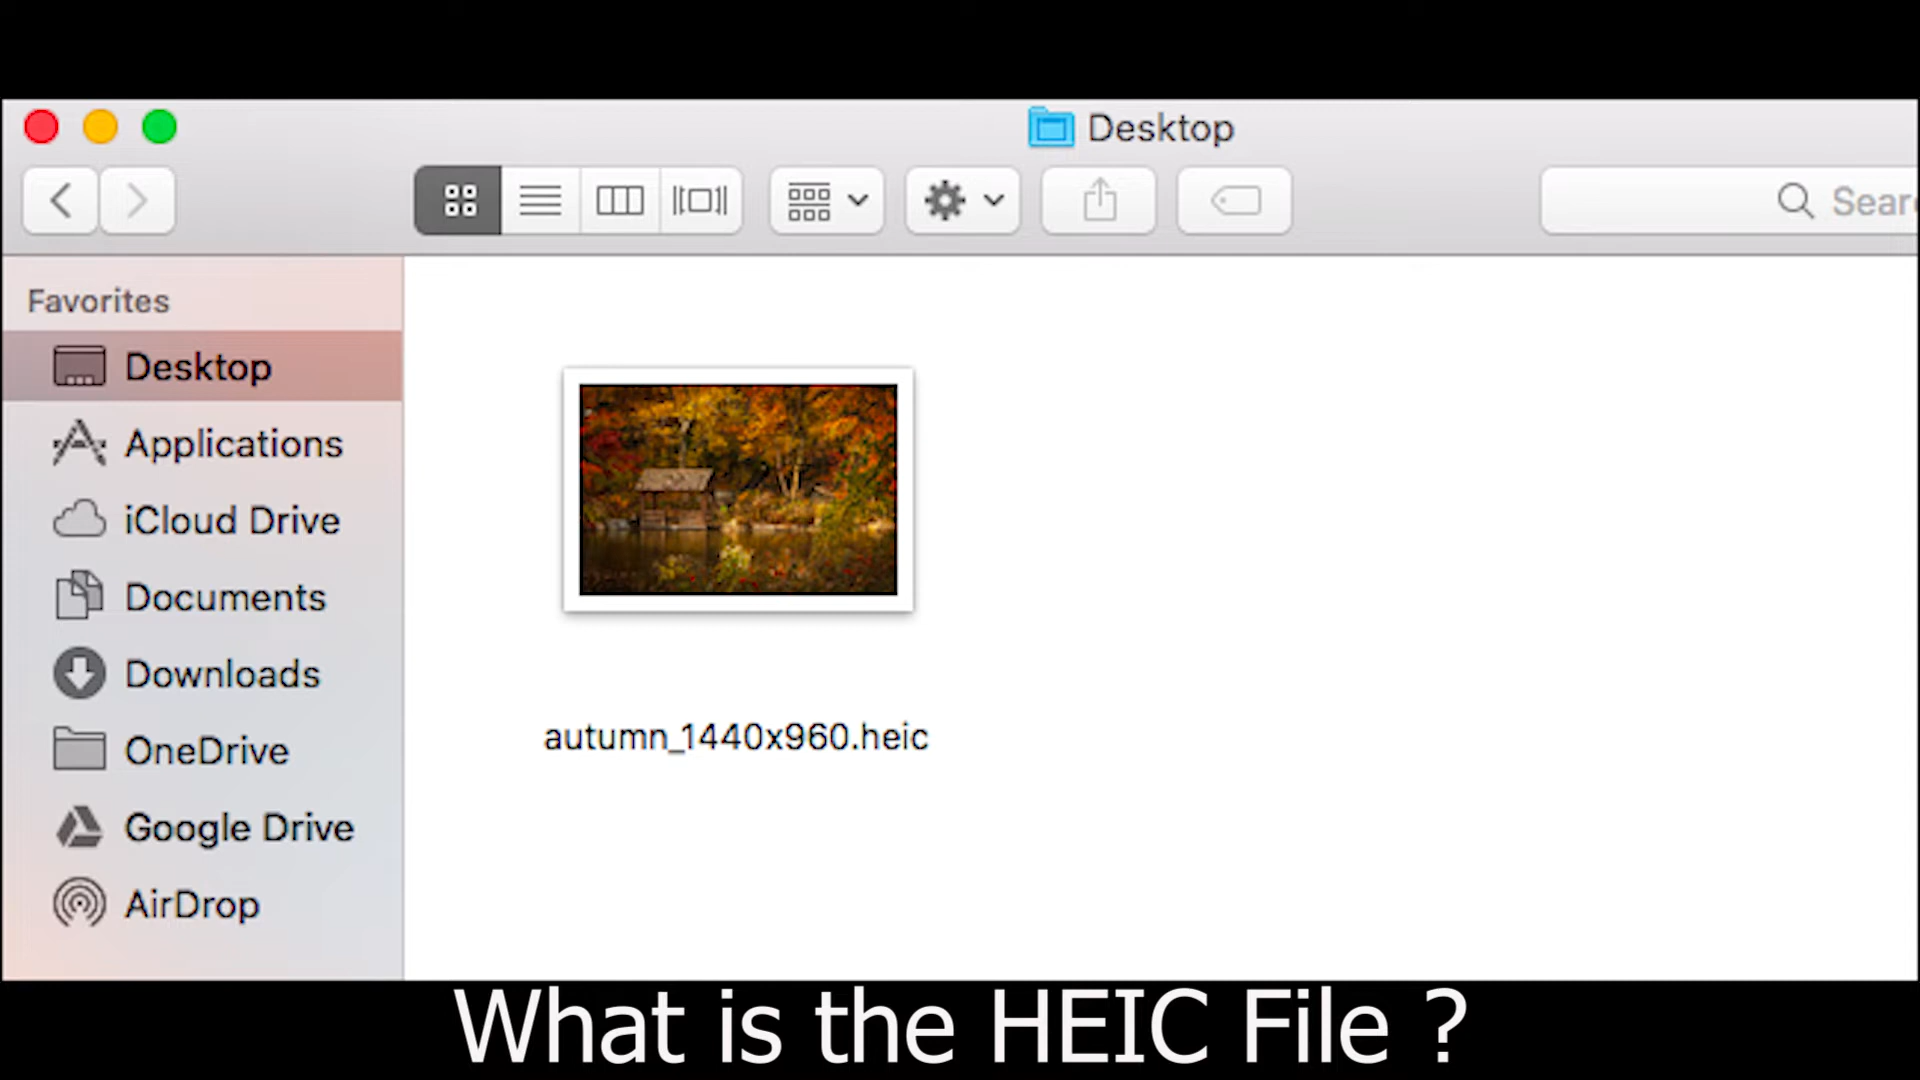 Desktop
Sear
Favorites
Desktop
Applications
iCloud Drive
Documents
Downloads
OneDrive
Google Drive
AirDrop
autumn_1440x960.heic
What is the HEIC File ?